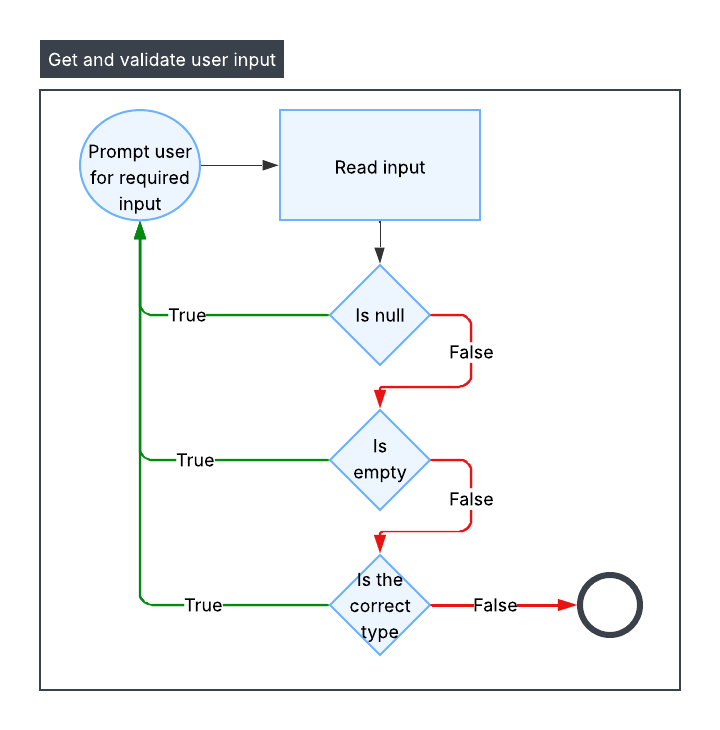 Get and validate user input
Prompt user
for required
input
Read input
Is null
True
False
Is
empty
True
False
Is the
correct
type
True
False